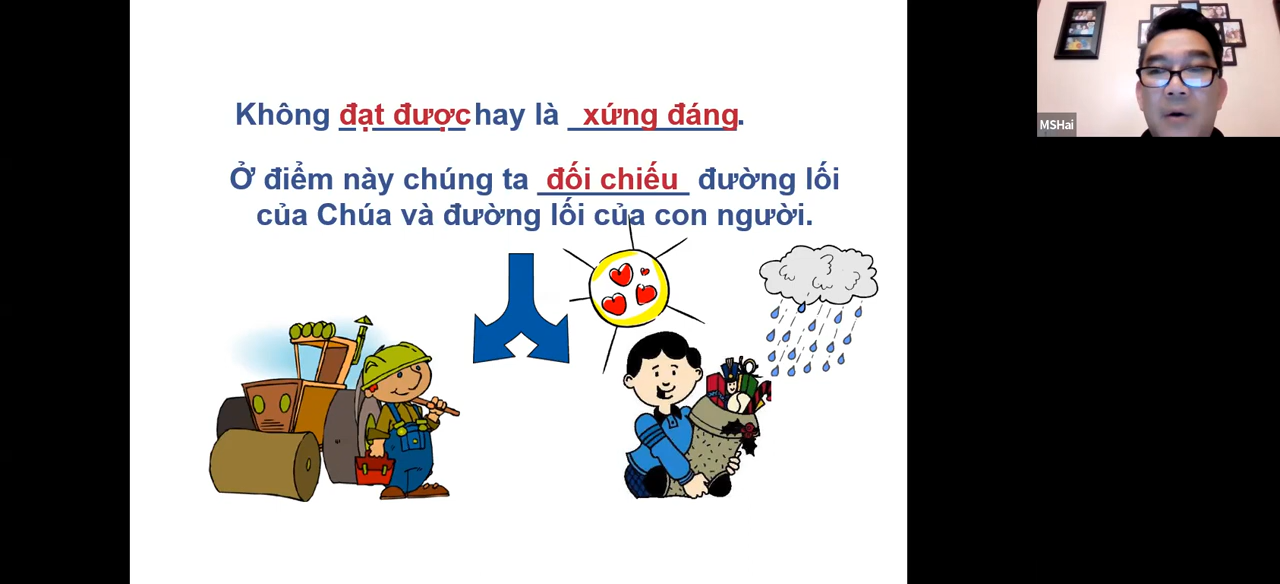 Không đạt được hay là xứng đáng.
Ở điểm này chúng ta đối chiếu đường lối
của Chúa và đường lối của con người.
MSHai